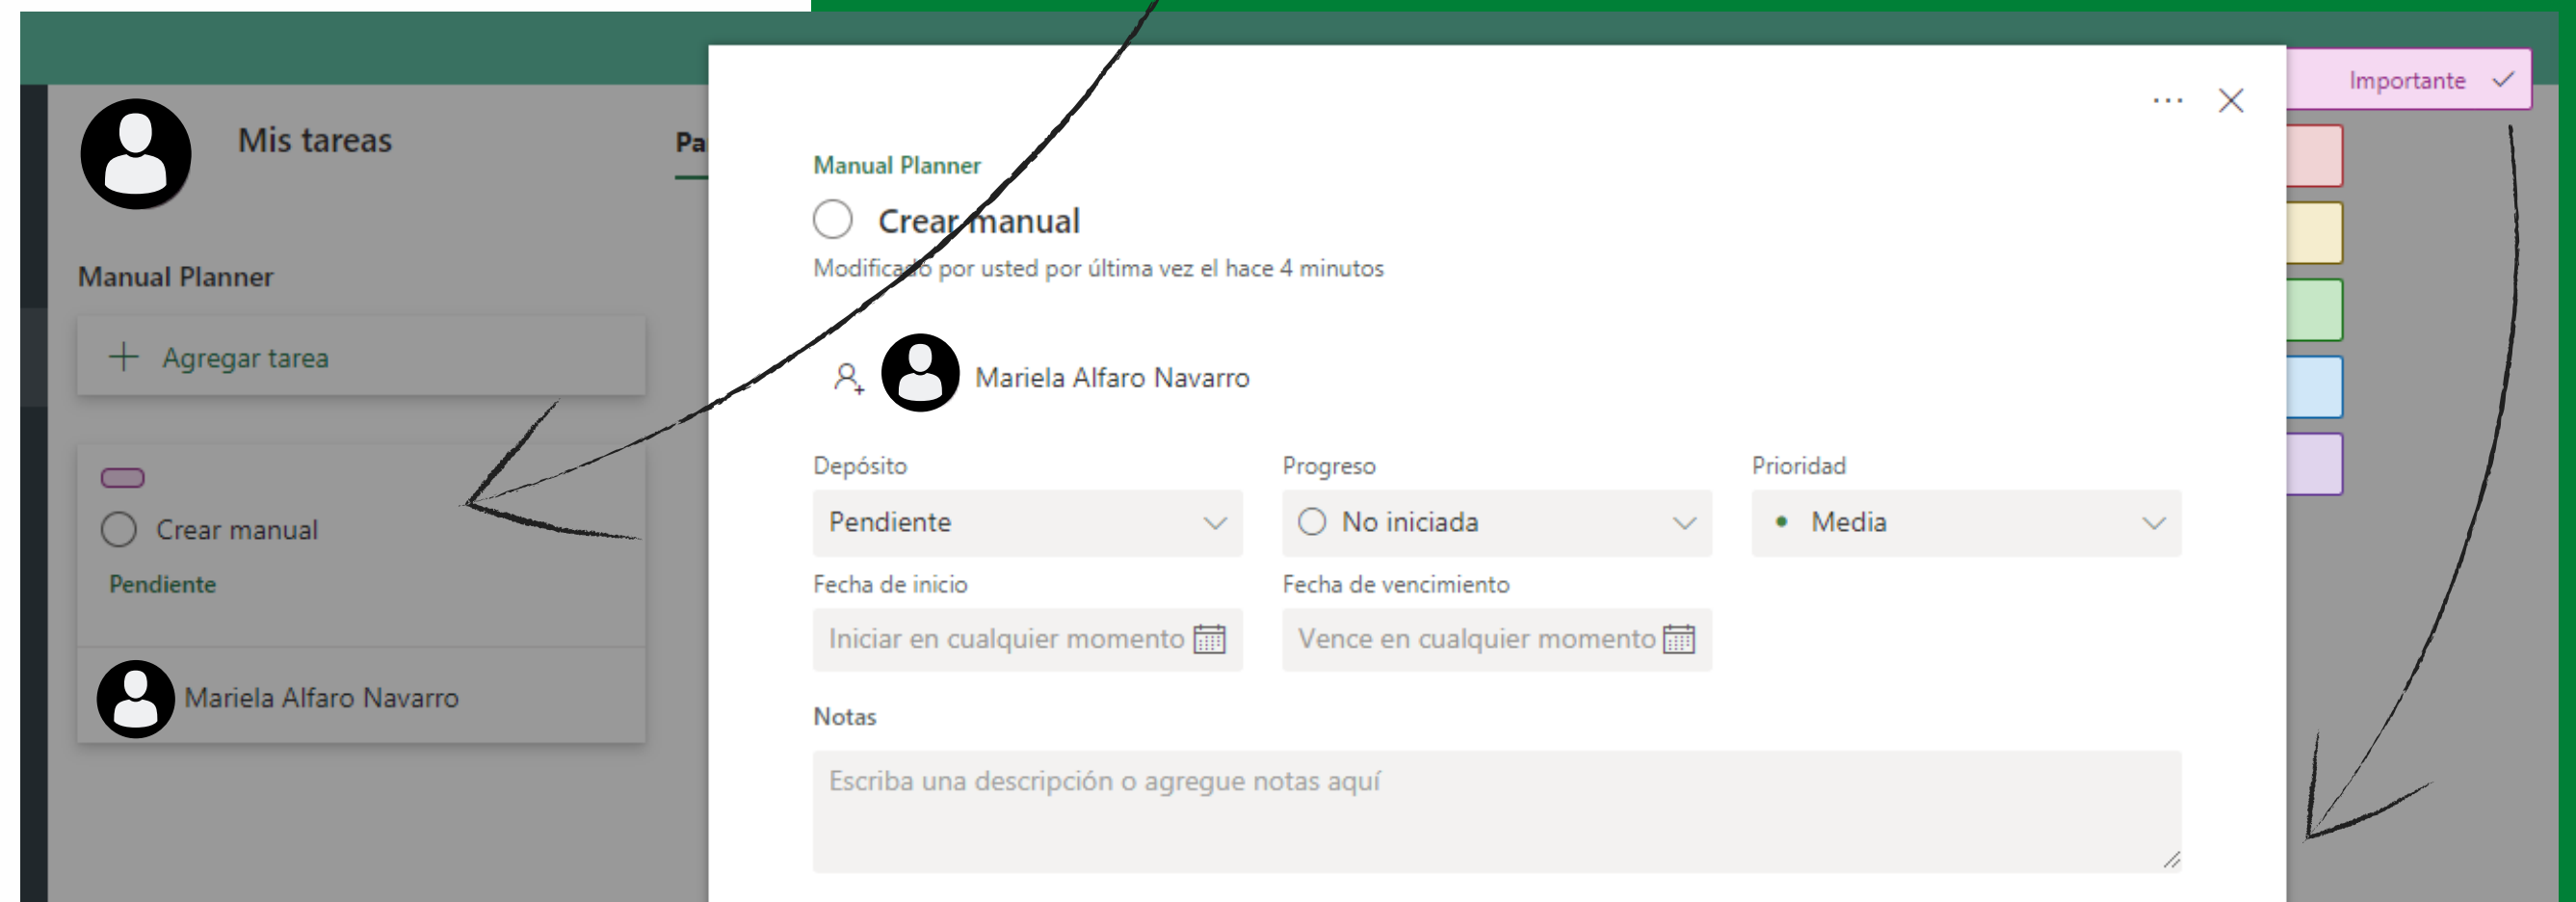 Importante
Mis tareas
Pa
Manual Planner
+ Agregar tarea
Crear manual
Pendiente
Mariela Alfaro Navarro
Manual Planner
Crear manual
Modificado por usted por última vez el hace 4 minutos
Mariela Alfaro Navarro
Depósito Progreso Prioridad
Pendiente No iniciada Media
Fecha de inicio Fecha de vencimiento
Iniciar en cualquier momento Vence en cualquier momento
Notas
Escriba una descripción o agregue notas aquí